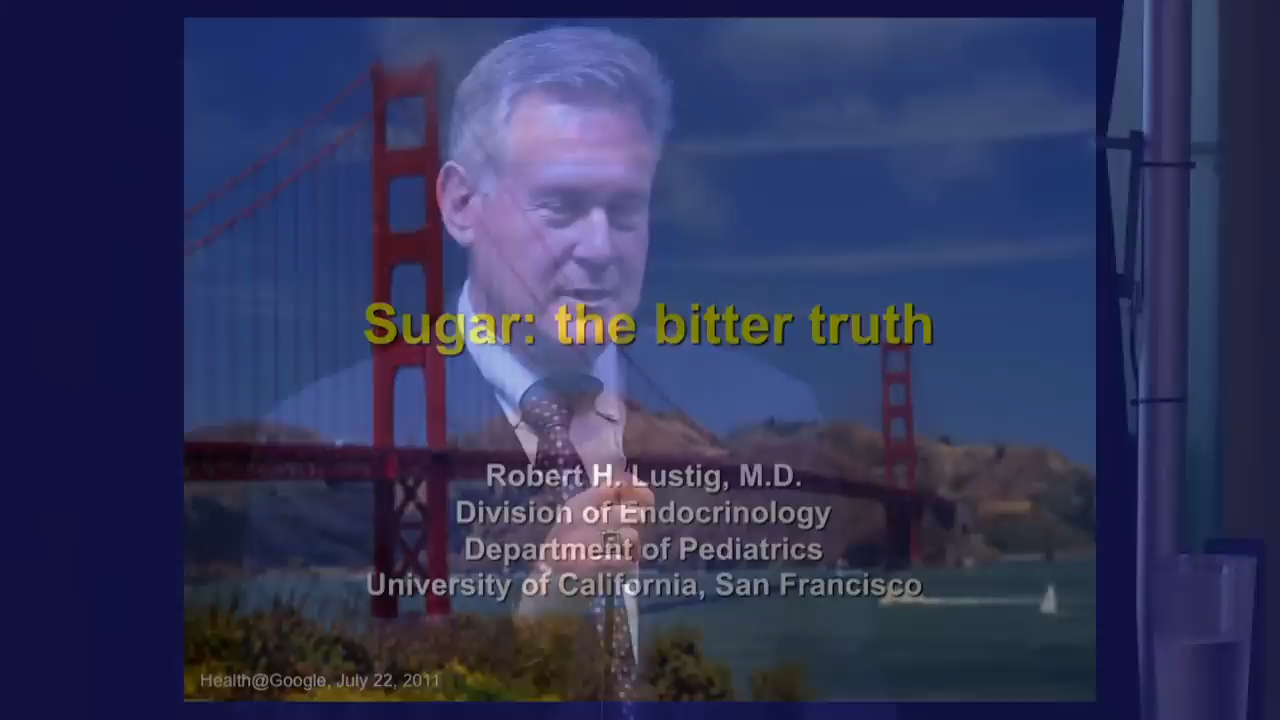 Sugar: the bitter truth
Robert H. Lustig, M.D.
Division of Endocrinology
Department of Pediatrics
University of California, San Francisco
Health@Google, July 22, 2011